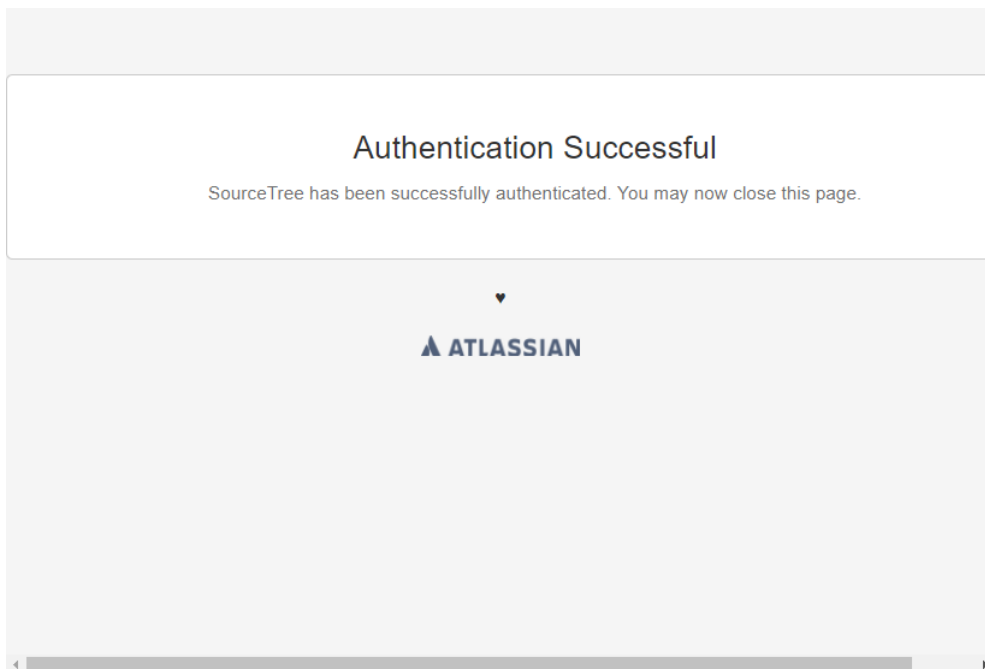 Authentication Successful
SourceTree has been successfully authenticated. You may now close this page.
♥
ATLASSIAN